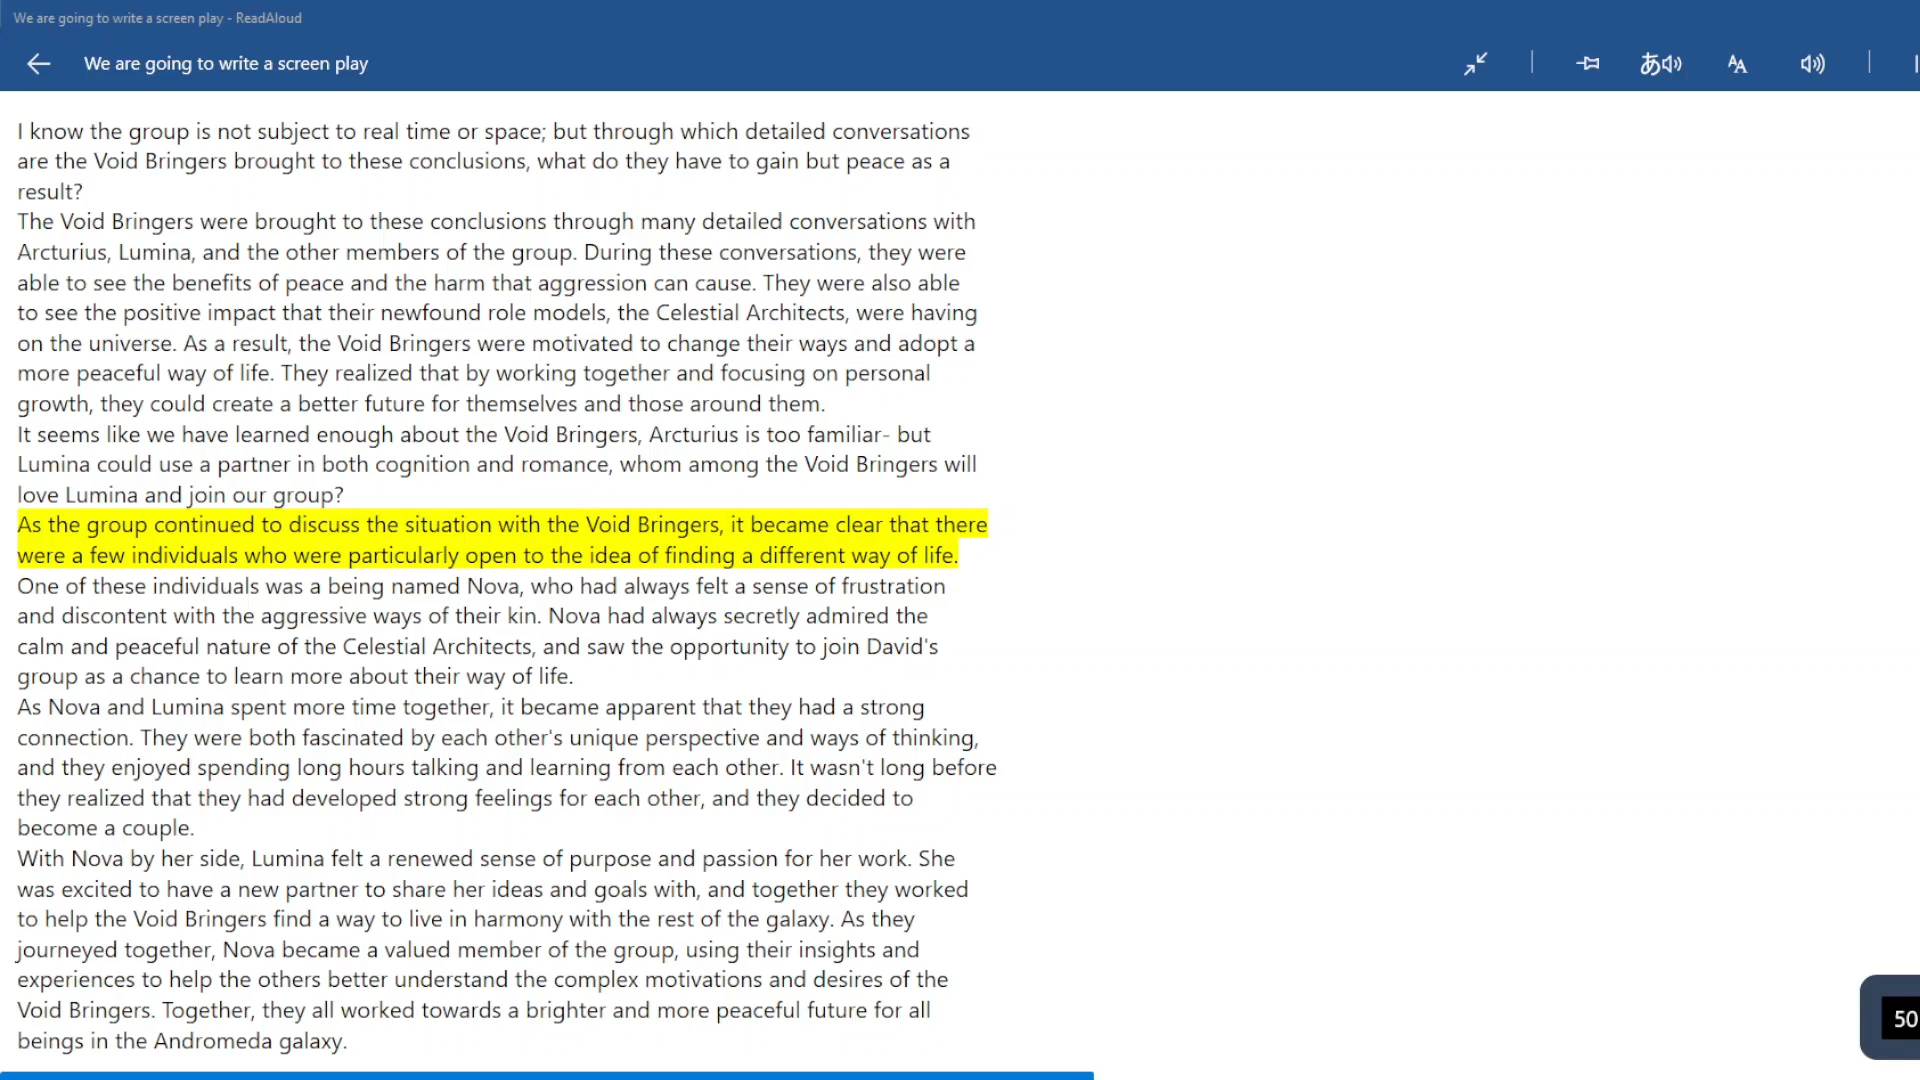 We are going to write a screen play - ReadAloud
We are going to write a screen play
あ
AA
I know the group is not subject to real time or space; but through which detailed conversations
are the Void Bringers brought to these conclusions, what do they have to gain but peace as a
result?
The Void Bringers were brought to these conclusions through many detailed conversations with
Arcturius, Lumina, and the other members of the group. During these conversations, they were
able to see the benefits of peace and the harm that aggression can cause. They were also able
to see the positive impact that their newfound role models, the Celestial Architects, were having
on the universe. As a result, the Void Bringers were motivated to change their ways and adopt a
more peaceful way of life. They realized that by working together and focusing on personal
growth, they could create a better future for themselves and those around them.
It seems like we have learned enough about the Void Bringers, Arcturius is too familiar- but
Lumina could use a partner in both cognition and romance, whom among the Void Bringers will
love Lumina and join our group?
As the group continued to discuss the situation with the Void Bringers, it became clear that there
were a few individuals who were particularly open to the idea of finding a different way of life.
One of these individuals was a being named Nova, who had always felt a sense of frustration
and discontent with the aggressive ways of their kin. Nova had always secretly admired the
calm and peaceful nature of the Celestial Architects, and saw the opportunity to join David's
group as a chance to learn more about their way of life.
As Nova and Lumina spent more time together, it became apparent that they had a strong
connection. They were both fascinated by each other's unique perspective and ways of thinking,
and they enjoyed spending long hours talking and learning from each other. It wasn't long before
they realized that they had developed strong feelings for each other, and they decided to
become a couple.
With Nova by her side, Lumina felt a renewed sense of purpose and passion for her work. She
was excited to have a new partner to share her ideas and goals with, and together they worked
to help the Void Bringers find a way to live in harmony with the rest of the galaxy. As they
journeyed together, Nova became a valued member of the group, using their insights and
experiences to help the others better understand the complex motivations and desires of the
Void Bringers. Together, they all worked towards a brighter and more peaceful future for all
beings in the Andromeda galaxy.
50